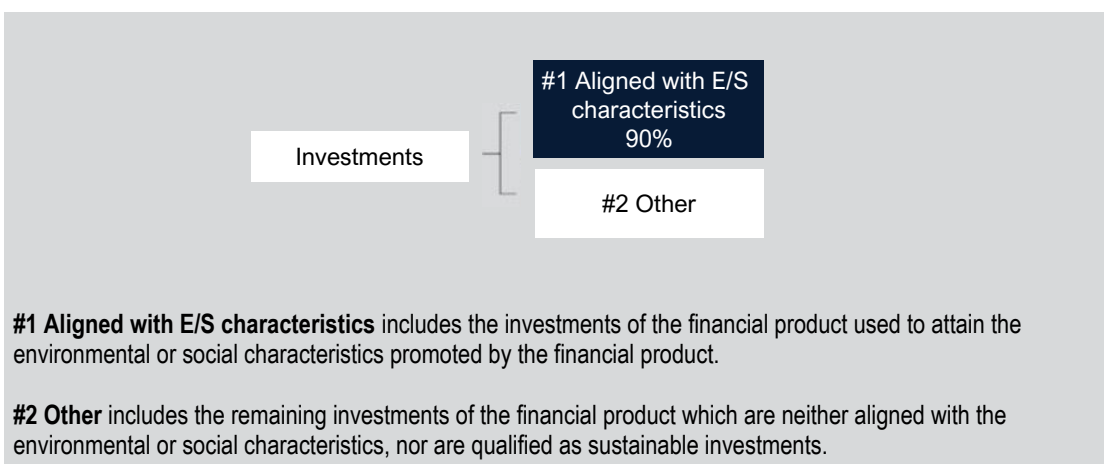 #1 Aligned with E/S
characteristics
90%
Investments
#2 Other
#1 Aligned with E/S characteristics includes the investments of the financial product used to attain the
environmental or social characteristics promoted by the financial product.
#2 Other includes the remaining investments of the financial product which are neither aligned with the
environmental or social characteristics, nor are qualified as sustainable investments.